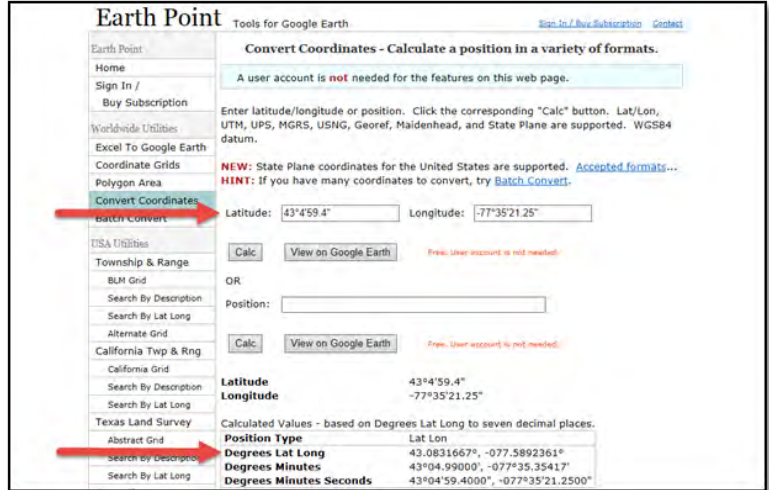 Earth Point Tools for Google Earth
Sign In / Buy Subscription Contact
Earth Point
Home
Sign In /
Buy Subscription
Worldwide Utilities
Excel To Google Earth
Coordinate Grids
Polygon Area
Convert Coordinates
Batch Convert
USA Utilities
Township & Range
BLM Grid
Search By Description
Search By Lat Long
Alternate Grid
California Twp & Rng
California Grid
Search By Description
Search By Lat Long
Texas Land Survey
Abstract Grid
Search By Description
Search By Lat Long
Convert Coordinates - Calculate a position in a variety of formats.
A user account is not needed for the features on this web page.
Enter latitude/longitude or position. Click the corresponding "Calc" button. Lat/Lon,
UTM, UPS, MGRS, USNG, Georef, Maidenhead, and State Plane are supported. WGS84
datum.
NEW: State Plane coordinates for the United States are supported. Accepted formats...
HINT: If you have many coordinates to convert, try Batch Convert.
Latitude: 43°4'59.4" Longitude: -77°35'21.25"
Calc View on Google Earth Free. User account is not needed.
OR
Position:
Calc View on Google Earth Free. User account is not needed.
Latitude 43°4'59.4"
Longitude -77°35'21.25"
Calculated Values - based on Degrees Lat Long to seven decimal places.
Position Type Lat Lon
Degrees Lat Long 43.0831667°, -077.5892361°
Degrees Minutes 43°04.99000', -077°35.35417'
Degrees Minutes Seconds 43°04'59.4000", -077°35'21.2500"